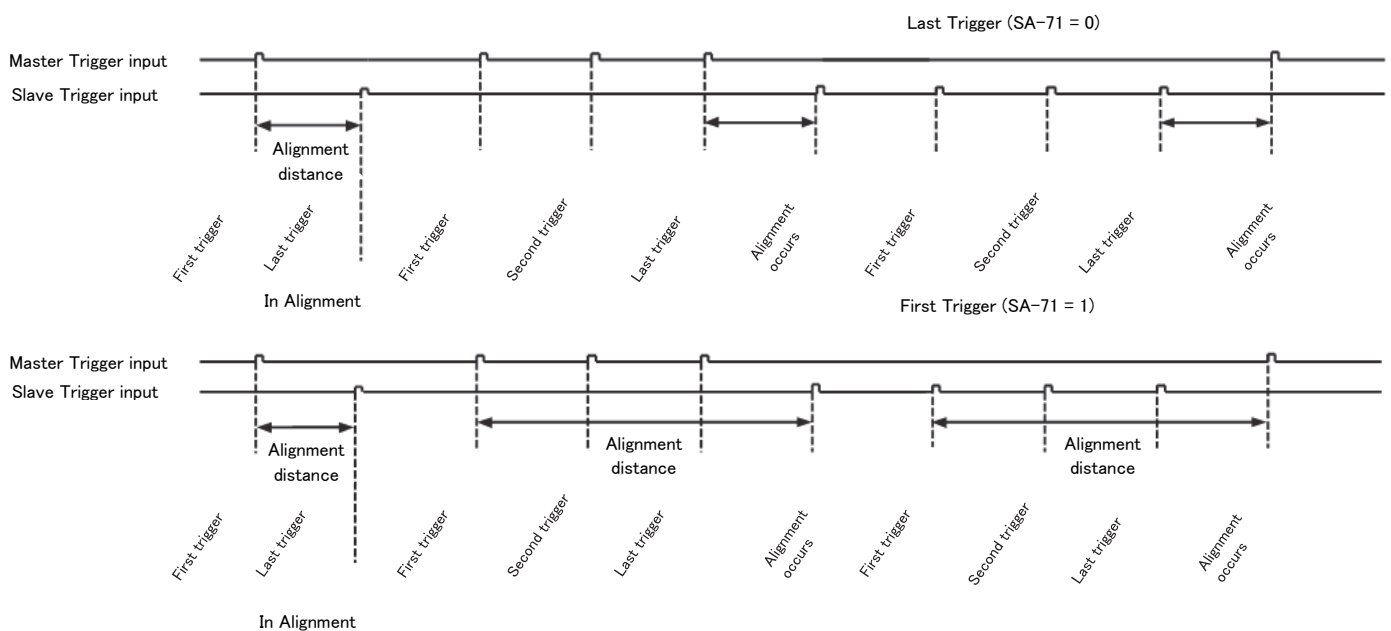 Last Trigger (SA-71 = 0)
Master Trigger input
Slave Trigger input
Alignment
distance
First trigger
Last trigger
First trigger
Second trigger
Last trigger
Alignment
occurs
First trigger
Second trigger
Last trigger
Alignment
occurs
In Alignment
First Trigger (SA-71 = 1)
Master Trigger input
Slave Trigger input
Alignment
distance
Alignment
distance
Alignment
distance
First trigger
Last trigger
First trigger
Second trigger
Last trigger
Alignment
occurs
First trigger
Second trigger
Last trigger
Alignment
occurs
In Alignment